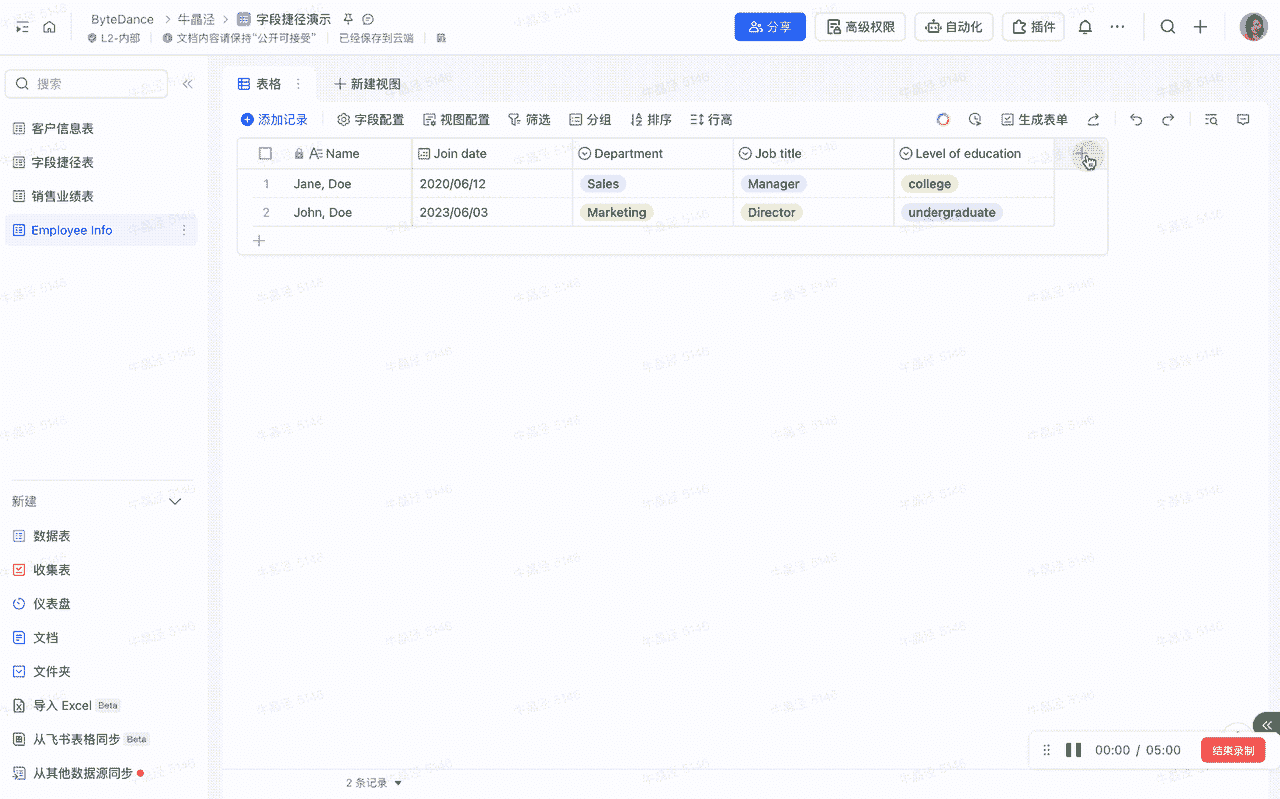 ByteDance > 牛晶泾 > 字段捷径演示
L2-内部 文档内容请保持“公开可接受” 已经保存到云端
分享 高级权限 自动化 插件
搜索
客户信息表
字段捷径表
销售业绩表
Employee Info
新建
数据表
收集表
仪表盘
文档
文件夹
导入 Excel Beta
从飞书表格同步 Beta
从其他数据源同步
表格 新建视图
添加记录 字段配置 视图配置 筛选 分组 排序 行高 生成表单
Name Join date Department Job title Level of education
1 Jane, Doe 2020/06/12 Sales Manager college
2 John, Doe 2023/06/03 Marketing Director undergraduate
2 条记录
00:00 / 05:00 结束录制
牛晶泾 5146